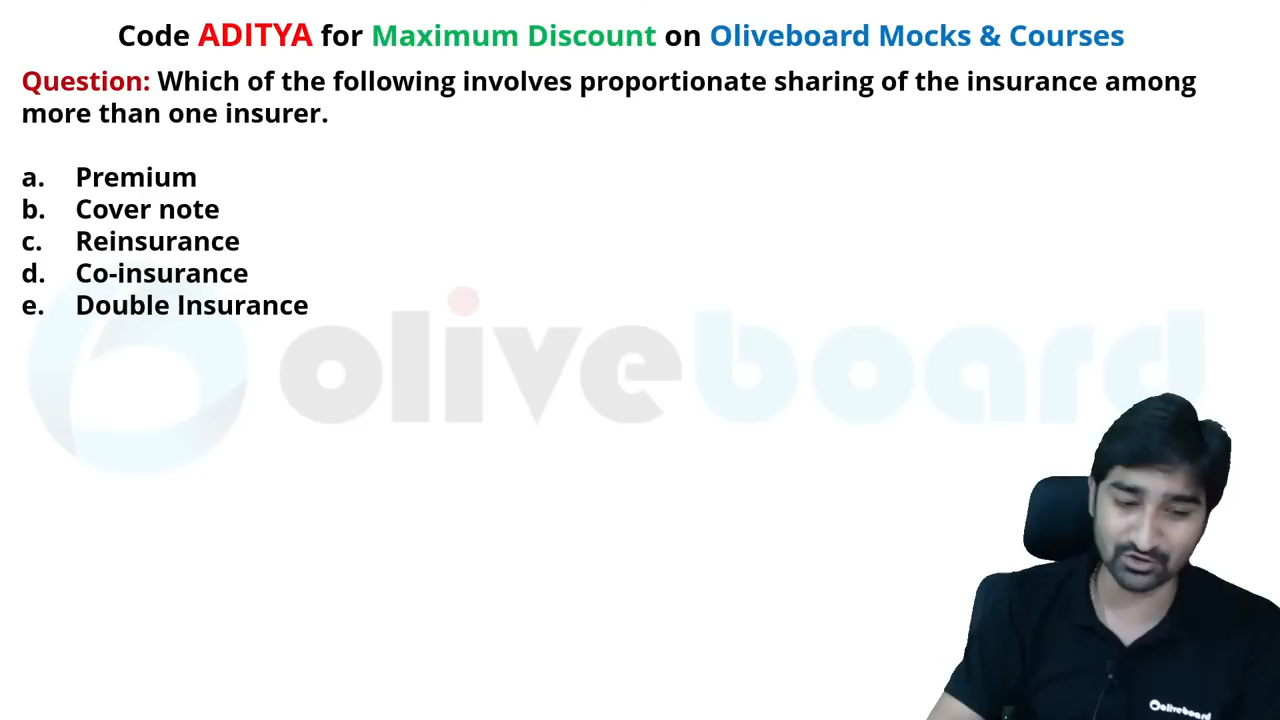 Code ADITYA for Maximum Discount on Oliveboard Mocks & Courses
Question: Which of the following involves proportionate sharing of the insurance among
more than one insurer.
a. Premium
b. Cover note
c. Reinsurance
d. Co-insurance
e. Double Insurance
oliveboard
oliveboard